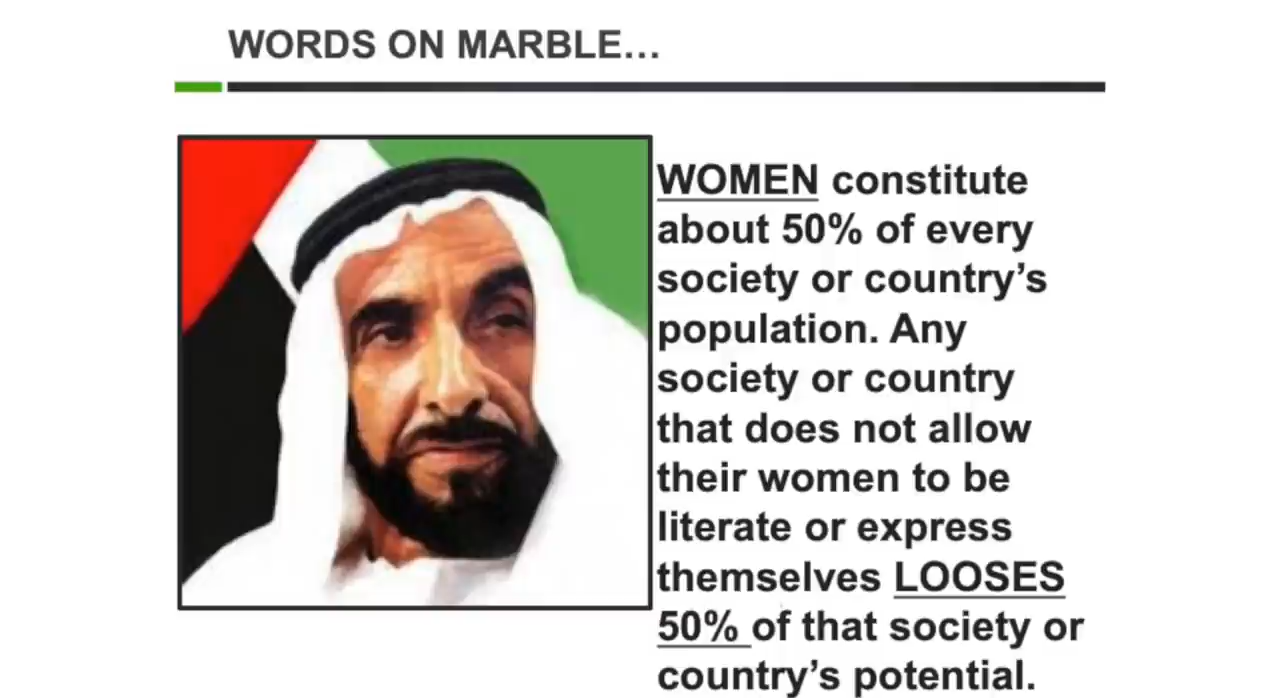 WORDS ON MARBLE...
WOMEN constitute
about 50% of every
society or country’s
population. Any
society or country
that does not allow
their women to be
literate or express
themselves LOOSES
50% of that society or
country’s potential.